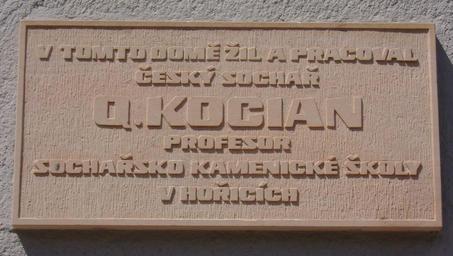 V TOMTO DOMĚ ŽIL A PRACOVAL
ČESKÝ SOCHAŘ
Q. KOCIAN
PROFESOR
SOCHAŘSKO KAMENICKÉ ŠKOLY
V HOŘICÍCH